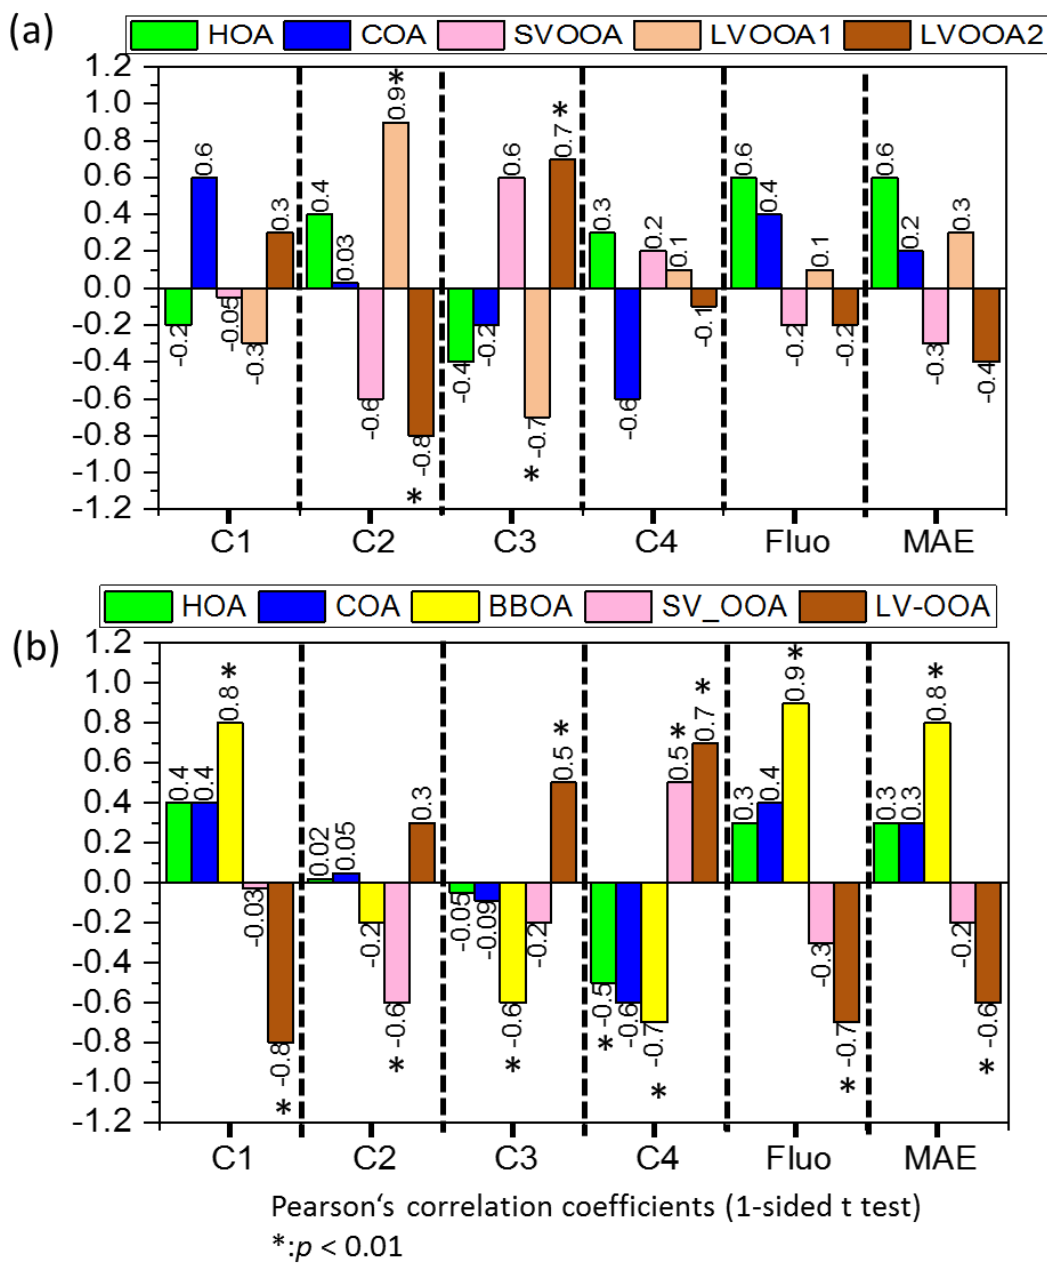 (a)
HOA COA SVOOA LVOOA1 LVOOA2
1.2
1.0
0.8
0.6
0.4
0.2
0.0
-0.2
-0.4
-0.6
-0.8
-1.0
-1.2
-0.2 0.6 -0.05 -0.3 0.3
0.4 0.03 -0.6 0.9* -0.8 *
-0.4 -0.2 0.6 -0.7 * 0.7 *
0.3 -0.6 0.2 0.1 -0.1
0.6 0.4 -0.2 0.1 -0.2
0.6 0.2 -0.3 0.3 -0.4
C1 C2 C3 C4 Fluo MAE
(b)
HOA COA BBOA SV_OOA LV-OOA
1.2
1.0
0.8
0.6
0.4
0.2
0.0
-0.2
-0.4
-0.6
-0.8
-1.0
-1.2
0.4 0.4 0.8 * -0.03 -0.8 *
0.02 0.05 -0.2 -0.6 * 0.3
-0.05 -0.09 -0.6 * -0.2 0.5 *
-0.5 * -0.6 -0.7 * 0.5 * 0.7 *
0.3 0.4 0.9 * -0.3 -0.7 *
0.3 0.3 0.8 * -0.2 -0.6 *
C1 C2 C3 C4 Fluo MAE
Pearson‘s correlation coefficients (1-sided t test)
*:p < 0.01